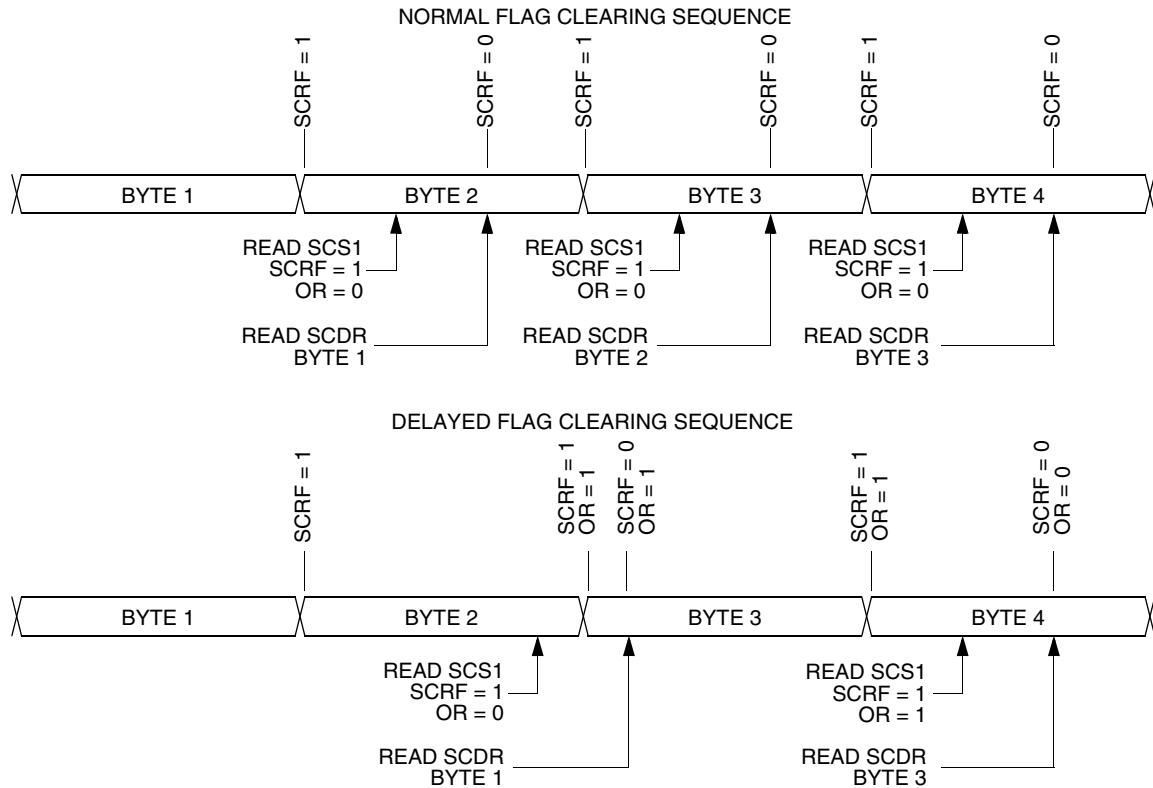 NORMAL FLAG CLEARING SEQUENCE
SCRF = 1
SCRF = 0
SCRF = 1
SCRF = 0
SCRF = 1
SCRF = 0
BYTE 1
BYTE 2
BYTE 3
BYTE 4
READ SCS1
SCRF = 1
OR = 0
READ SCS1
SCRF = 1
OR = 0
READ SCS1
SCRF = 1
OR = 0
READ SCDR
BYTE 1
READ SCDR
BYTE 2
READ SCDR
BYTE 3
DELAYED FLAG CLEARING SEQUENCE
SCRF = 1
SCRF = 1
OR = 1
SCRF = 0
OR = 1
SCRF = 1
OR = 1
SCRF = 0
OR = 0
BYTE 1
BYTE 2
BYTE 3
BYTE 4
READ SCS1
SCRF = 1
OR = 0
READ SCS1
SCRF = 1
OR = 1
READ SCDR
BYTE 1
READ SCDR
BYTE 3